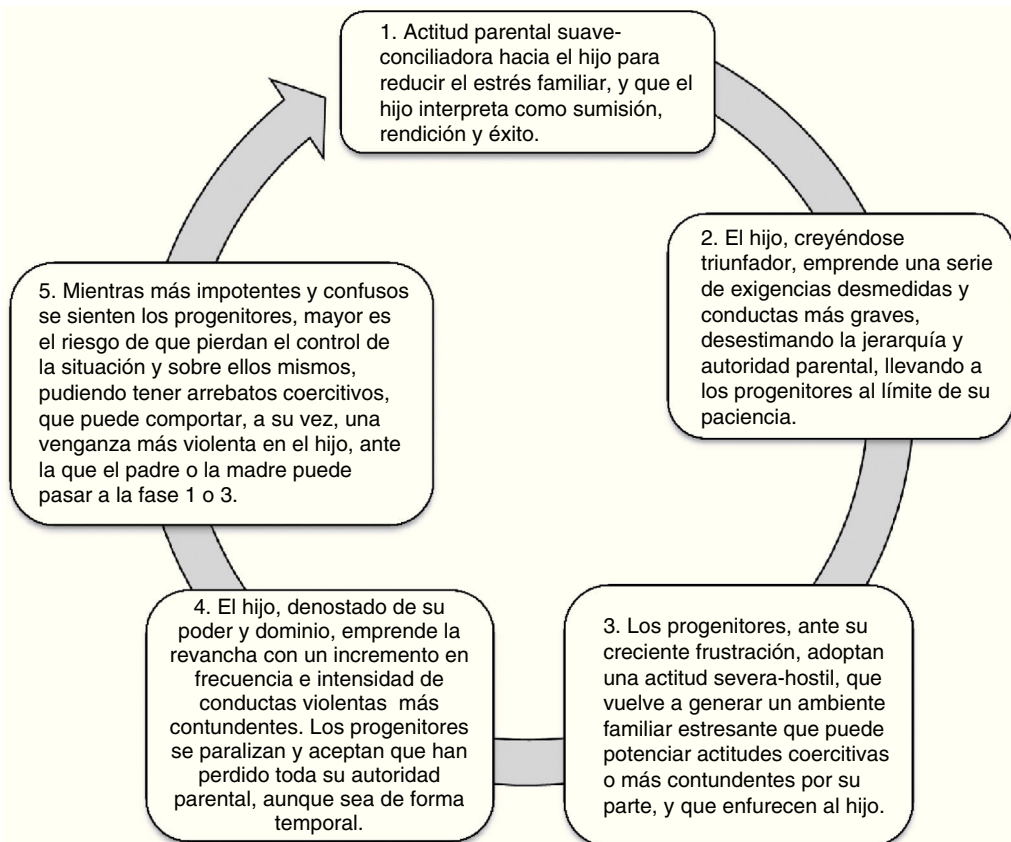 1. Actitud parental suave-
conciliadora hacia el hijo para
reducir el estrés familiar, y que el
hijo interpreta como sumisión,
rendición y éxito.
2. El hijo, creyéndose
triunfador, emprende una serie
de exigencias desmedidas y
conductas más graves,
desestimando la jerarquía y
autoridad parental, llevando a
los progenitores al límite de su
paciencia.
3. Los progenitores, ante su
creciente frustración, adoptan
una actitud severa-hostil, que
vuelve a generar un ambiente
familiar estresante que puede
potenciar actitudes coercitivas
o más contundentes por su
parte, y que enfurecen al hijo.
4. El hijo, denostado de su
poder y dominio, emprende la
revancha con un incremento en
frecuencia e intensidad de
conductas violentas más
contundentes. Los progenitores
se paralizan y aceptan que han
perdido toda su autoridad
parental, aunque sea de forma
temporal.
5. Mientras más impotentes y confusos
se sienten los progenitores, mayor es
el riesgo de que pierdan el control de
la situación y sobre ellos mismos,
pudiendo tener arrebatos coercitivos,
que puede comportar, a su vez, una
venganza más violenta en el hijo, ante
la que el padre o la madre puede
pasar a la fase 1 o 3.